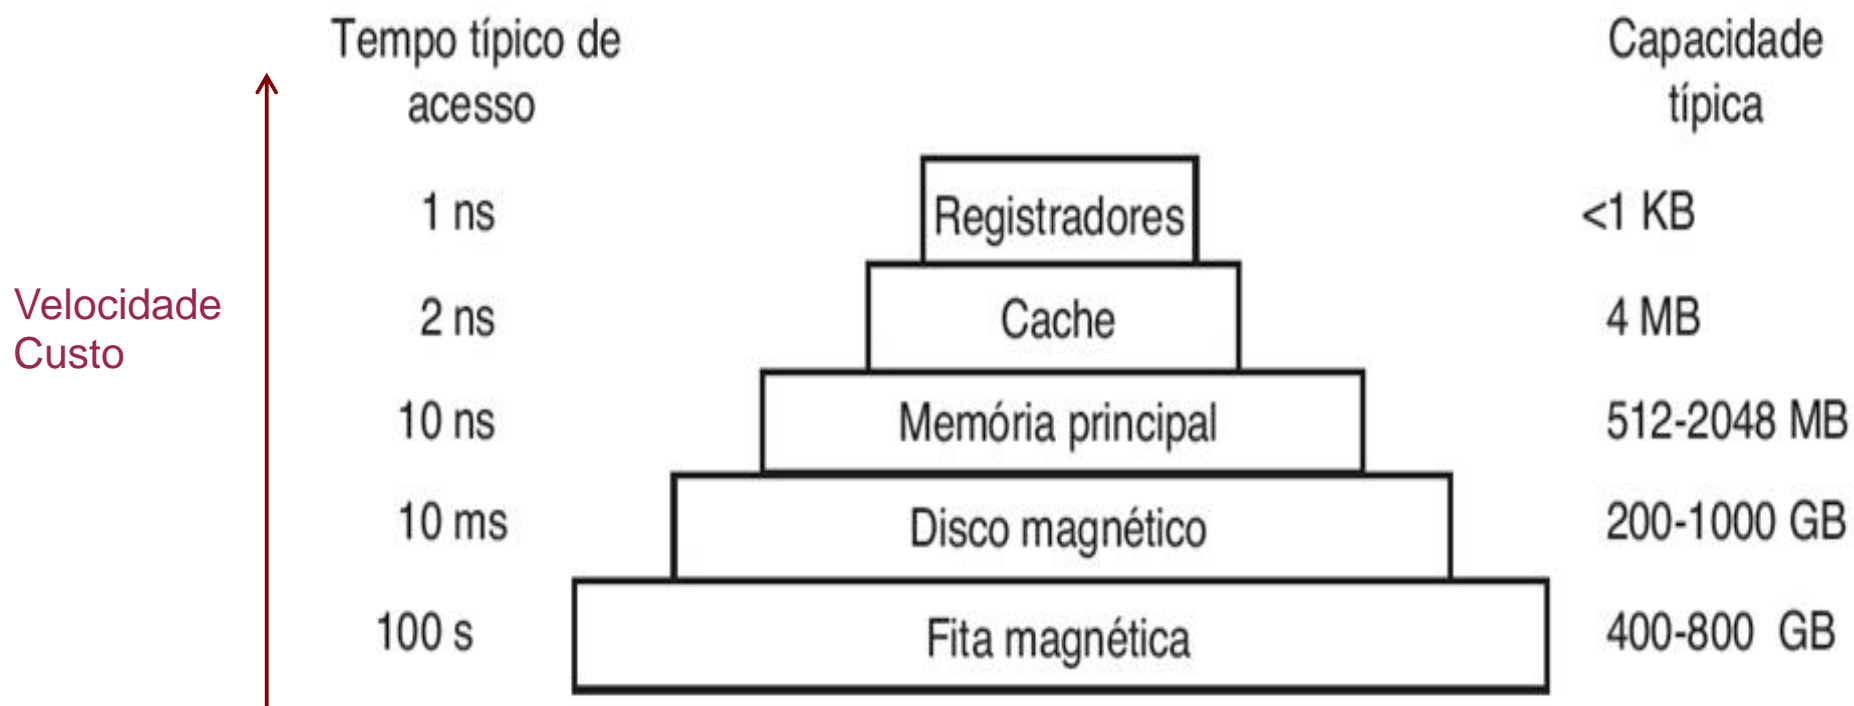 Tempo típico de
acesso
Capacidade
típica
1 ns
Registradores
<1 KB
Velocidade
Custo
2 ns
Cache
4 MB
10 ns
Memória principal
512-2048 MB
10 ms
Disco magnético
200-1000 GB
100 s
Fita magnética
400-800 GB